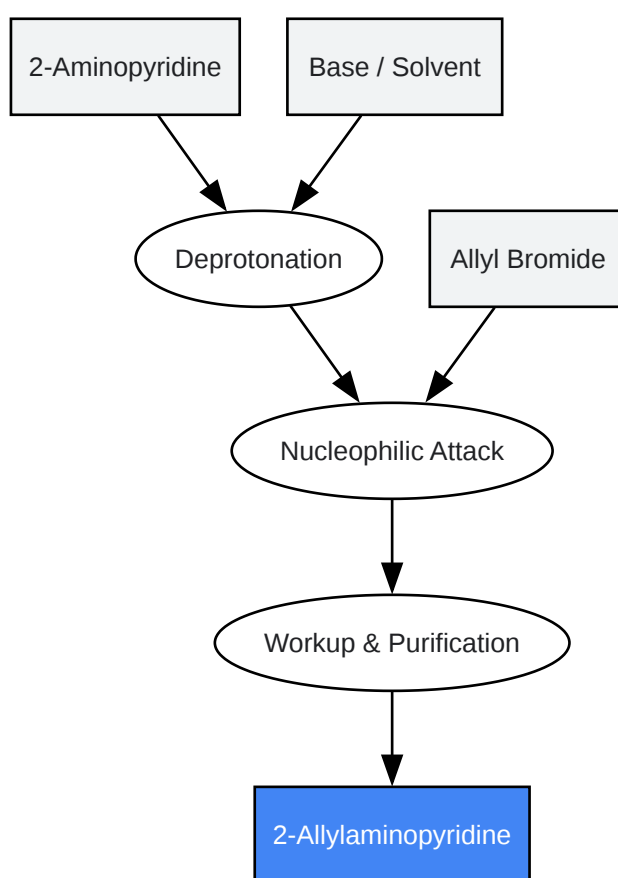 2-Aminopyridine
Base / Solvent
Deprotonation
Allyl Bromide
Nucleophilic Attack
Workup & Purification
2-Allylaminopyridine